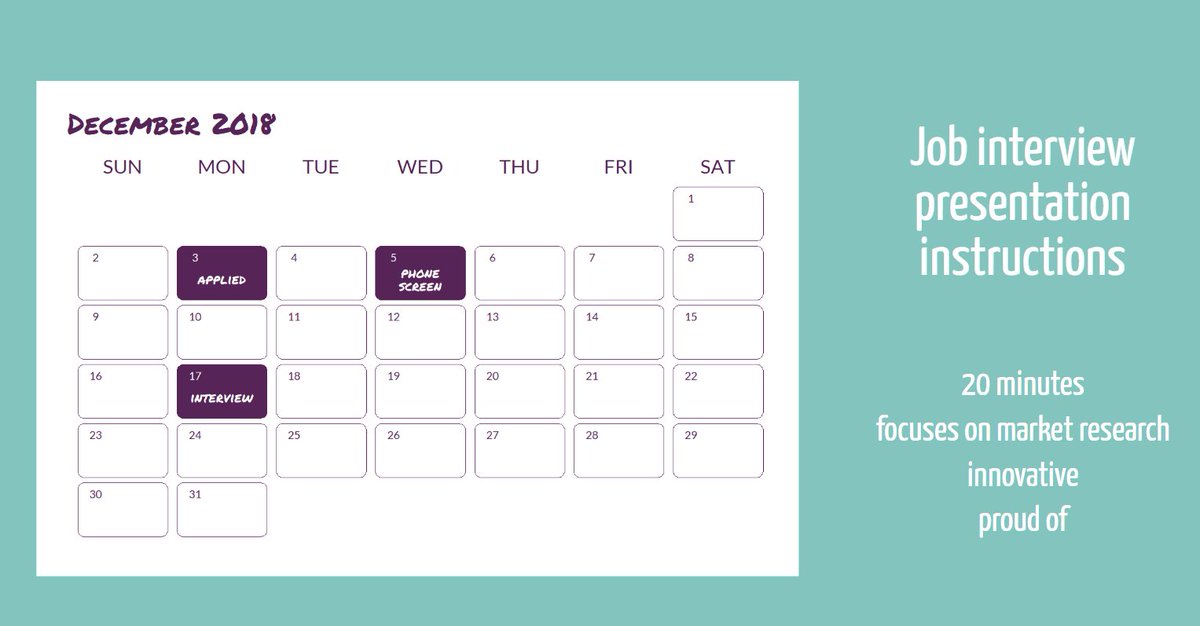 December 2018
SUN MON TUE WED THU FRI SAT
1
2 3 4 5 6 7 8
APPLIED PHONE
SCREEN
9 10 11 12 13 14 15
16 17 18 19 20 21 22
INTERVIEW
23 24 25 26 27 28 29
30 31
Job interview
presentation
instructions
20 minutes
focuses on market research
innovative
proud of